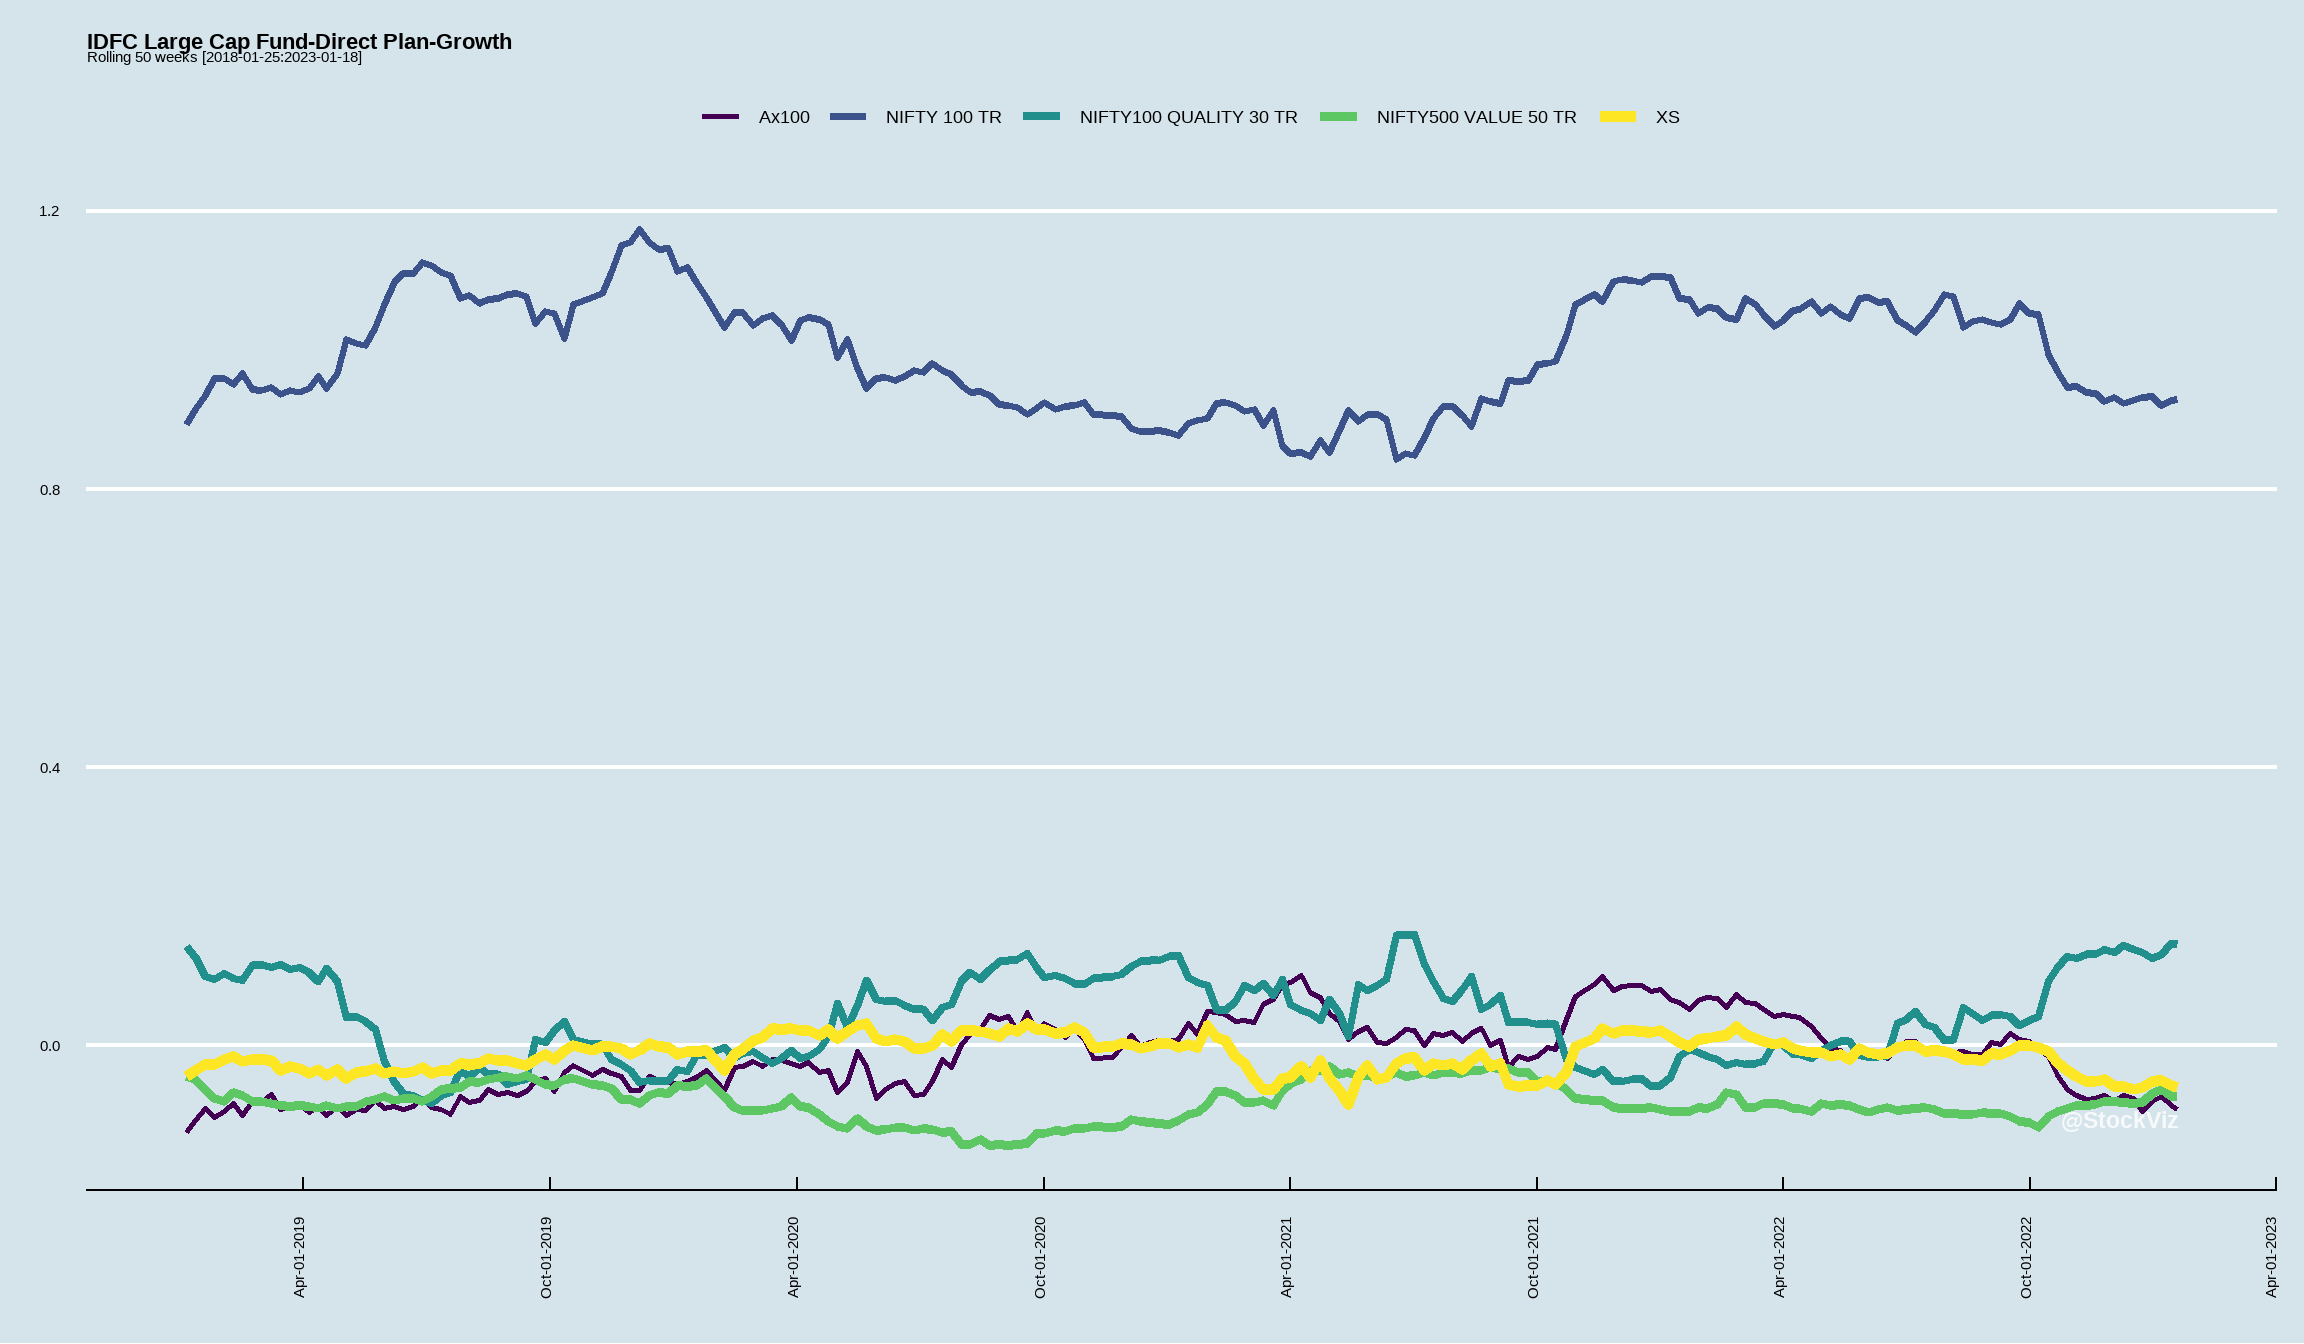 IDFC Large Cap Fund-Direct Plan-Growth
Rolling 50 weeks [2018-01-25:2023-01-18]
Ax100 NIFTY 100 TR NIFTY100 QUALITY 30 TR NIFTY500 VALUE 50 TR XS
1.2
0.8
0.4
0.0
@StockViz
Apr-01-2019
Oct-01-2019
Apr-01-2020
Oct-01-2020
Apr-01-2021
Oct-01-2021
Apr-01-2022
Oct-01-2022
Apr-01-2023